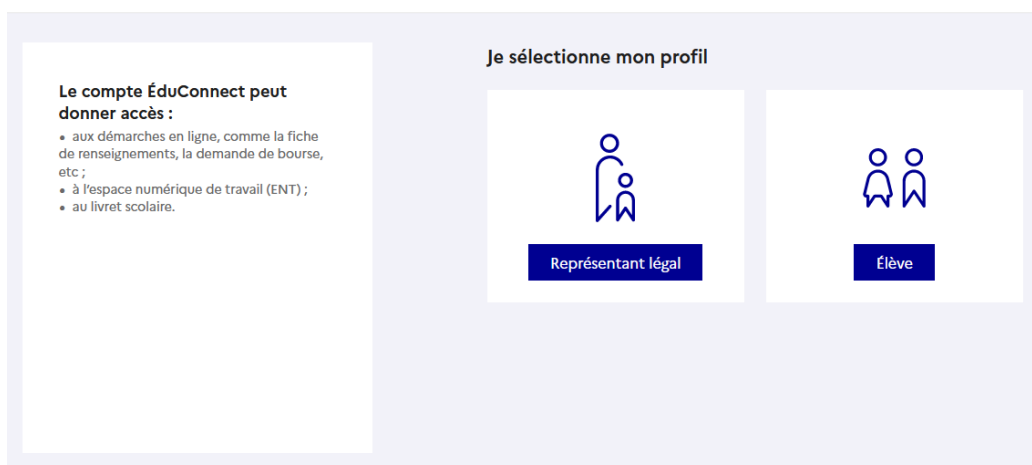 Le compte ÉduConnect peut
donner accès :
• aux démarches en ligne, comme la fiche
de renseignements, la demande de bourse,
etc ;
• à l'espace numérique de travail (ENT) ;
• au livret scolaire.
Je sélectionne mon profil
Représentant légal
Élève